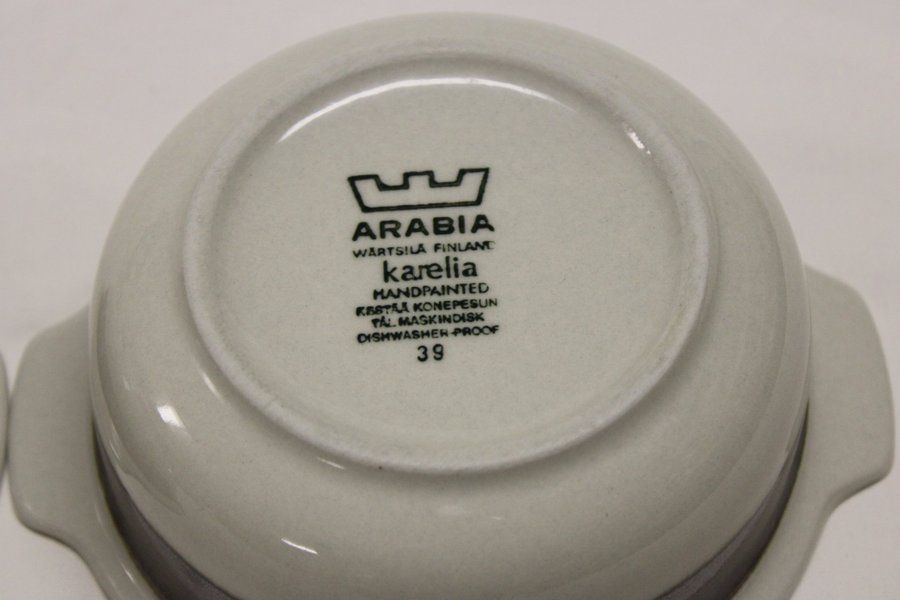 ARABIA
WÄRTSILÄ FINLAND
karelia
HANDPAINTED
KESTÄÄ KONEPESUN
TÅL MASKINDISK
DISHWASHER-PROOF
39